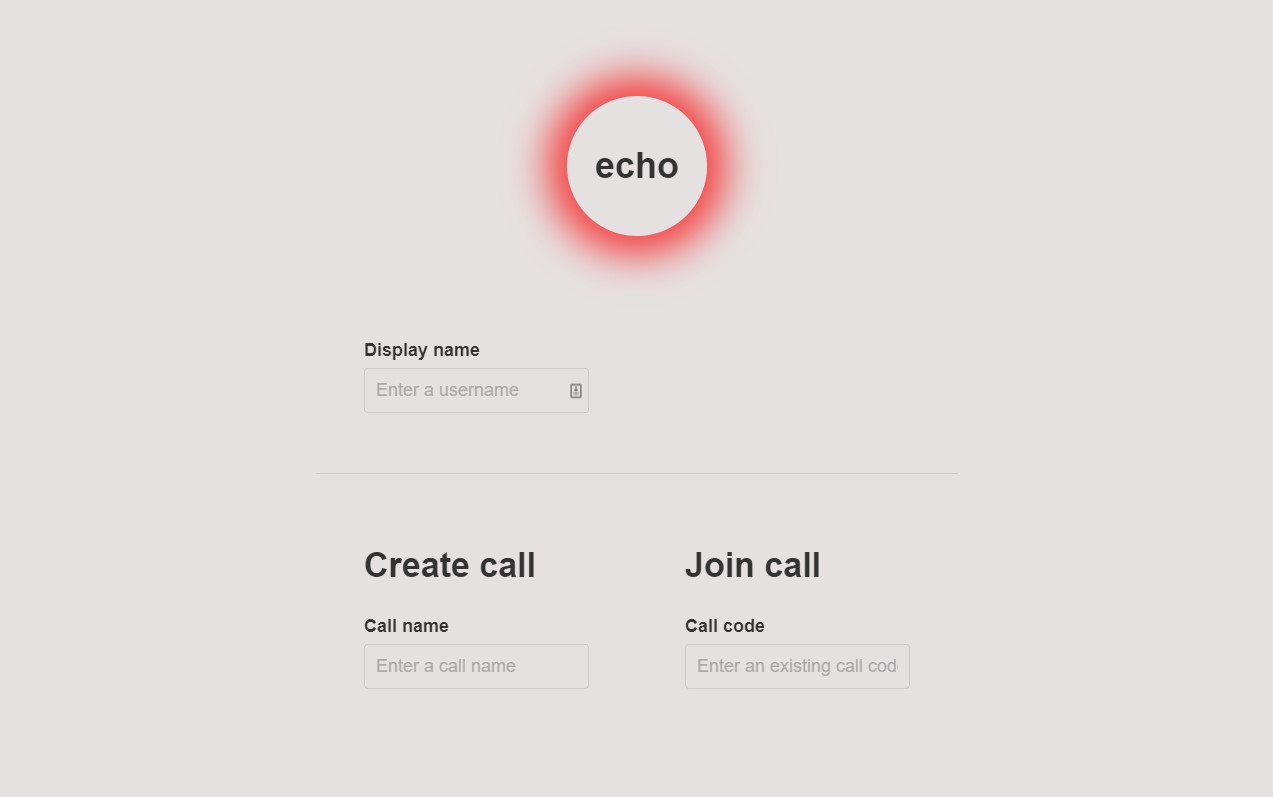 echo
Display name
Enter a username
Create call
Join call
Call name
Call code
Enter a call name
Enter an existing call cod